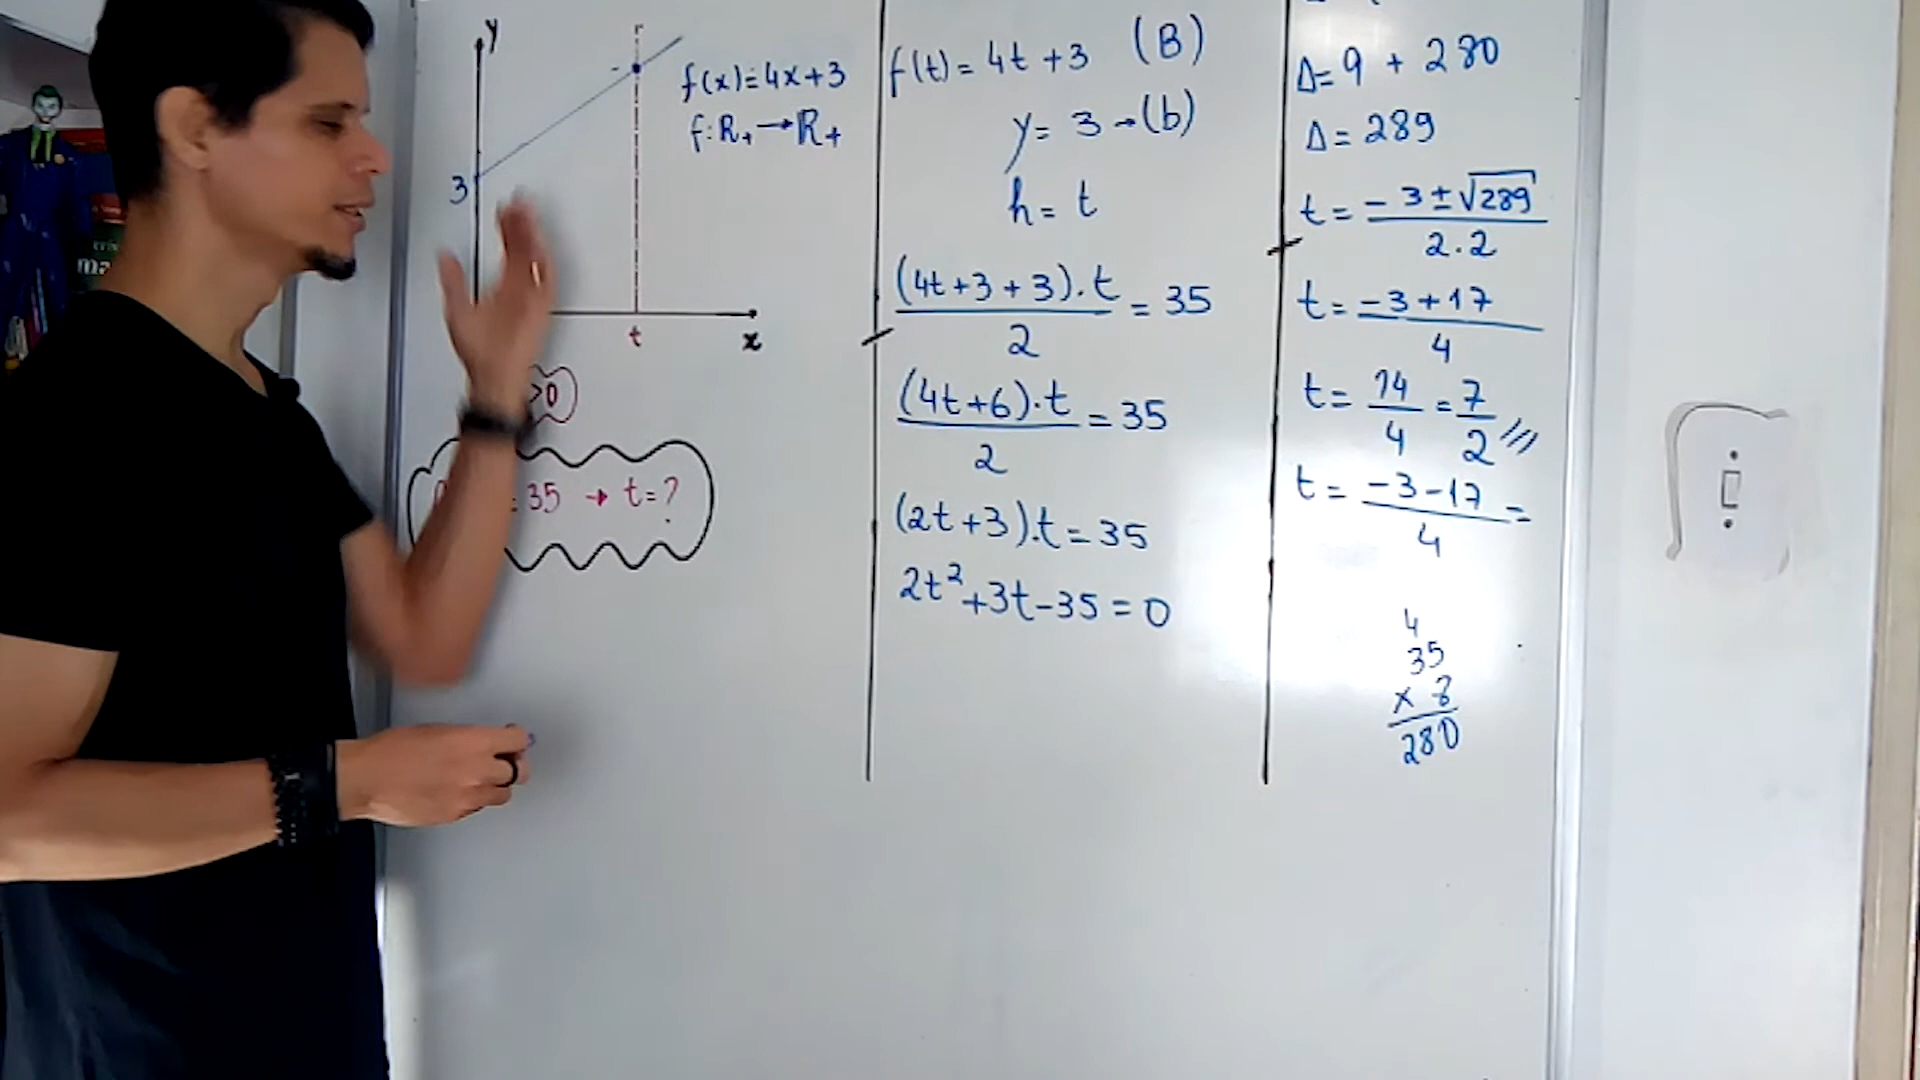 y
f(x)=4x+3
f:R₊→R₊
3
t
x
>0
= 35 → t=?
f(t)= 4t+3 (B)
y= 3→(b)
h= t
(4t+3+3).t/2 = 35
(4t+6).t/2 = 35
(2t+3).t=35
2t²+3t-35=0
Δ= 9 + 280
Δ= 289
t= -3±√289/2.2
t= -3+17/4
t= 14/4 = 7/2
t= -3-17/4 =
4
35
x 8
280
ma